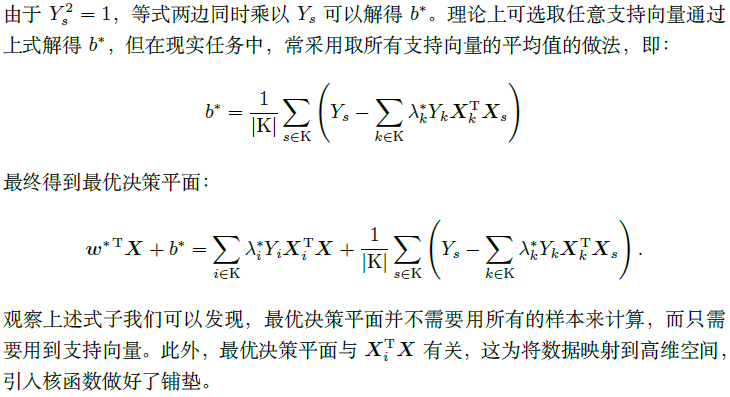 由于 $Y_s^2 = 1$，等式两边同时乘以 $Y_s$ 可以解得 $b^*$。理论上可选取任意支持向量通过
上式解得 $b^*$，但在现实任务中，常采用取所有支持向量的平均值的做法，即：
$$b^* = \frac{1}{|\mathrm{K}|} \sum_{s \in \mathrm{K}} \left( Y_s - \sum_{k \in \mathrm{K}} \lambda_k^* Y_k \boldsymbol{X}_k^{\mathrm{T}} \boldsymbol{X}_s \right)$$
最终得到最优决策平面：
$$\boldsymbol{w}^{*\mathrm{T}} \boldsymbol{X} + b^* = \sum_{i \in \mathrm{K}} \lambda_i^* Y_i \boldsymbol{X}_i^{\mathrm{T}} \boldsymbol{X} + \frac{1}{|\mathrm{K}|} \sum_{s \in \mathrm{K}} \left( Y_s - \sum_{k \in \mathrm{K}} \lambda_k^* Y_k \boldsymbol{X}_k^{\mathrm{T}} \boldsymbol{X}_s \right).$$
观察上述式子我们可以发现，最优决策平面并不需要用所有的样本来计算，而只需
要用到支持向量。此外，最优决策平面与 $\boldsymbol{X}_i^{\mathrm{T}} \boldsymbol{X}$ 有关，这为将数据映射到高维空间，
引入核函数做好了铺垫。